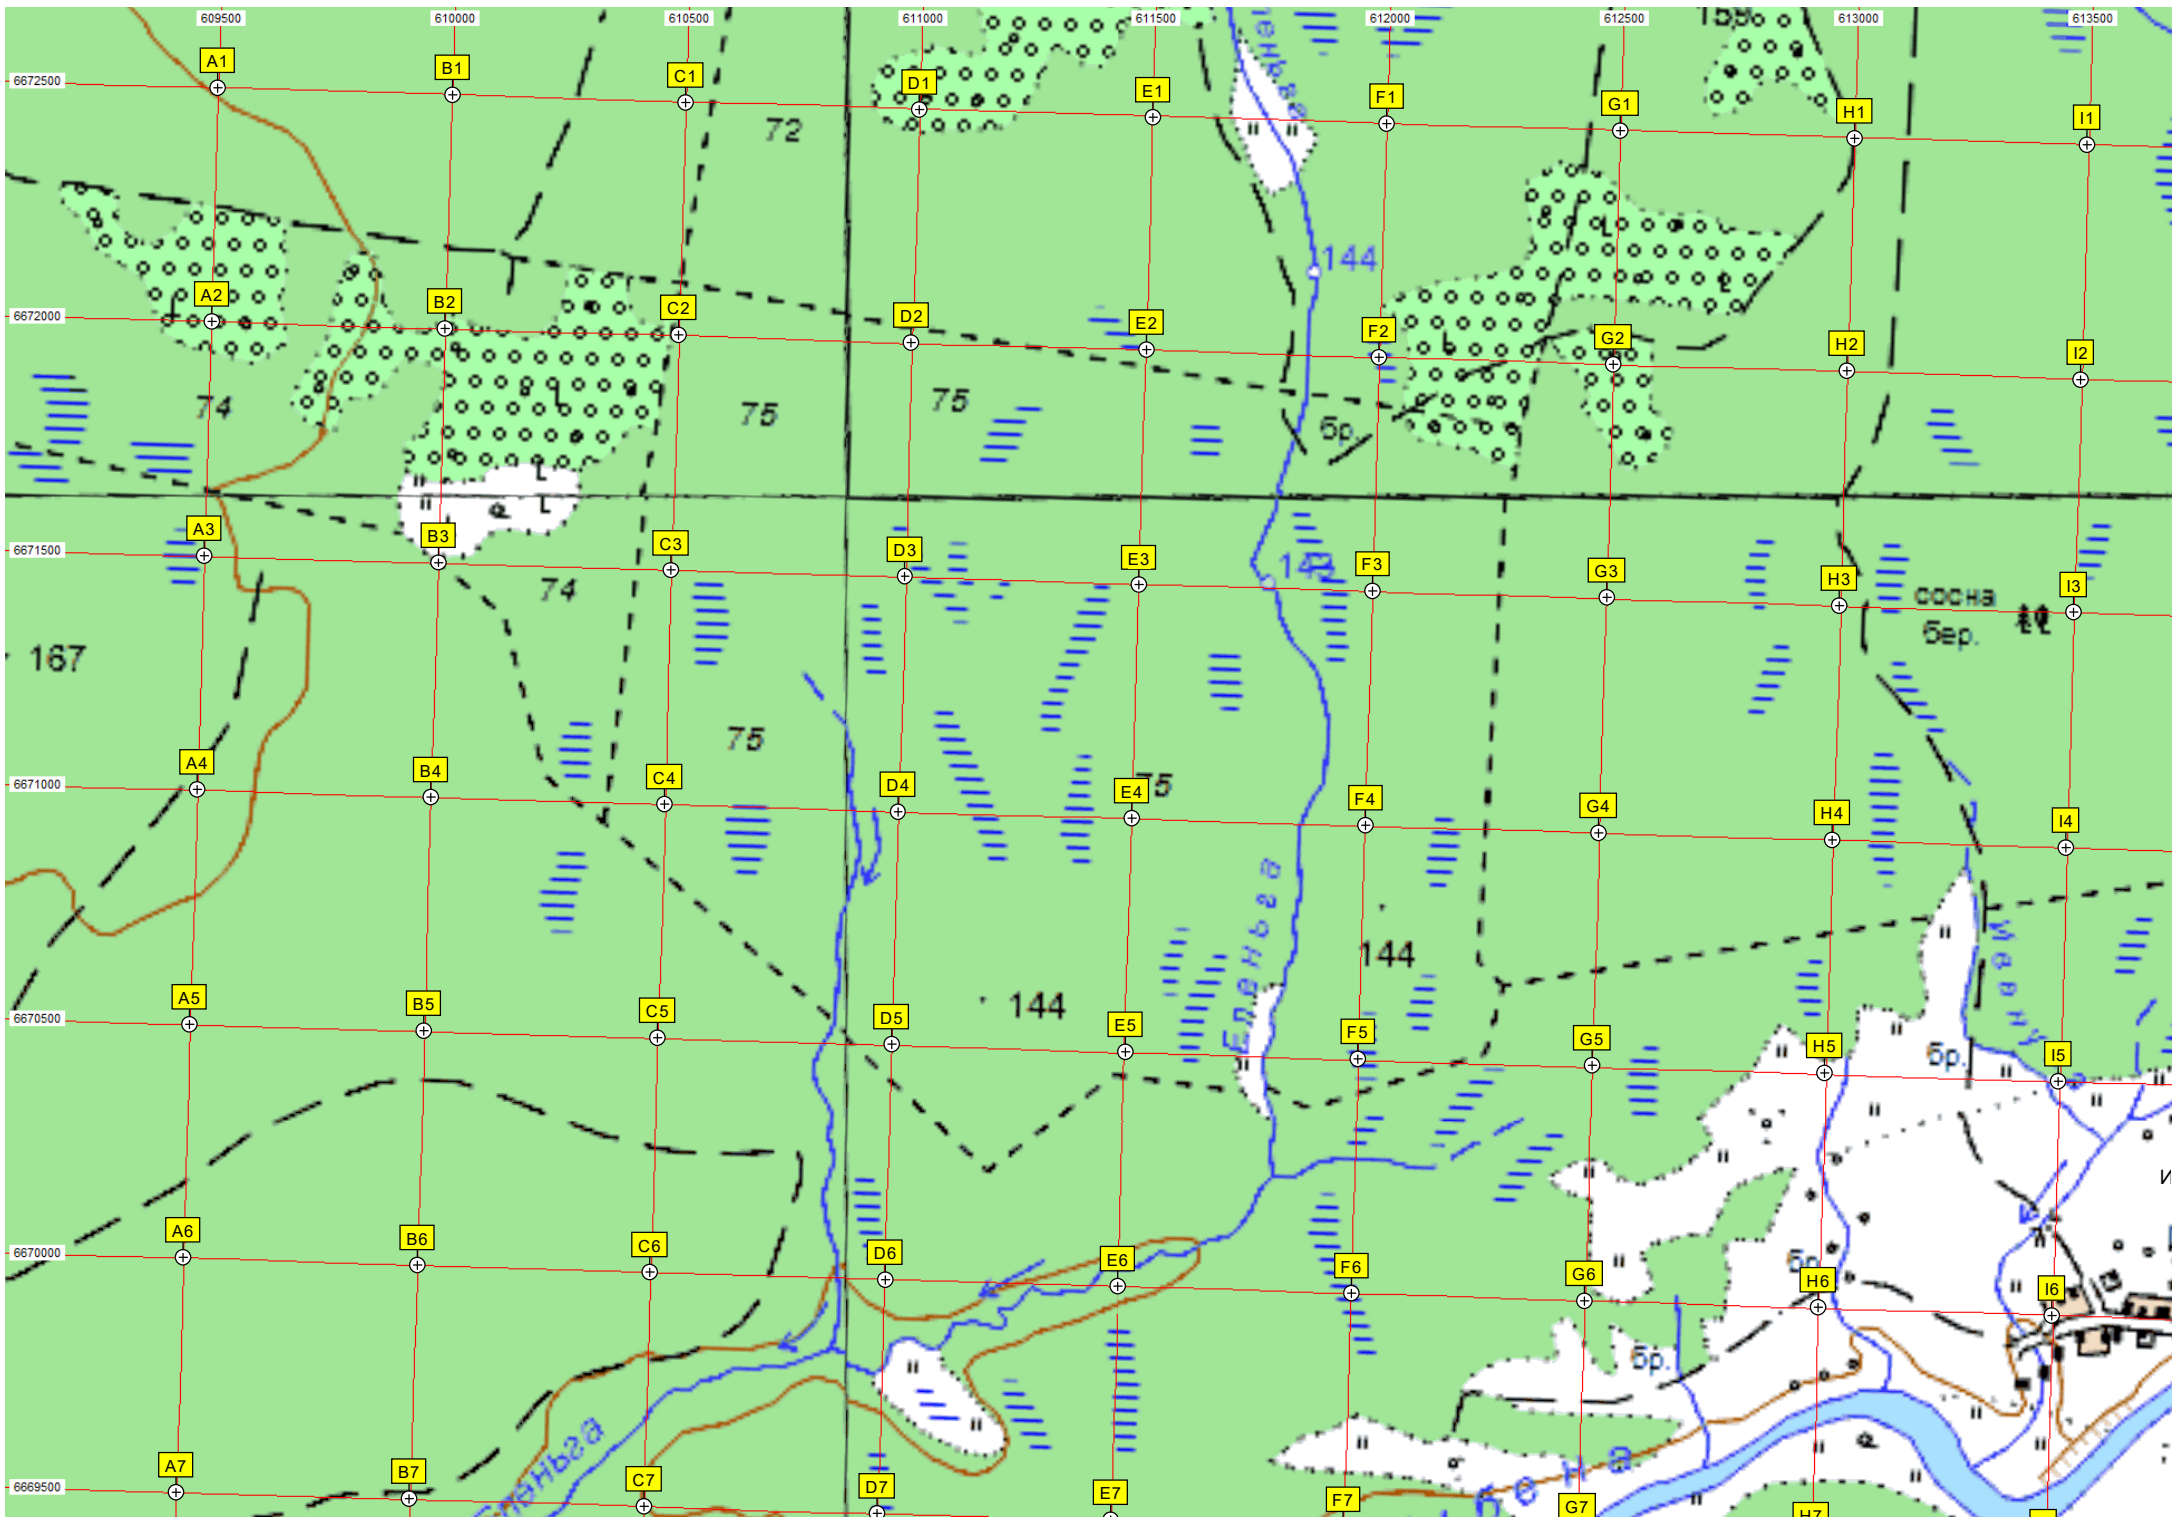 609500 610000 610500 611000 611500 612000 612500 613000 613500
6672500 A1 B1 C1 D1 E1 F1 G1 H1 I1
72
144
6672000 A2 B2 C2 D2 E2 F2 G2 H2 I2
74 75 75 бр.
6671500 A3 B3 C3 D3 E3 F3 G3 H3 I3
74 сосна
бер.
167
75
6671000 A4 B4 C4 D4 E4 F4 G4 H4 I4
75
Еленьга
144
144
6670500 A5 B5 C5 D5 E5 F5 G5 H5 I5
бр.
6670000 A6 B6 C6 D6 E6 F6 G6 H6 I6
бр.
бр.
6669500 A7 B7 C7 D7 E7 F7 G7 H7